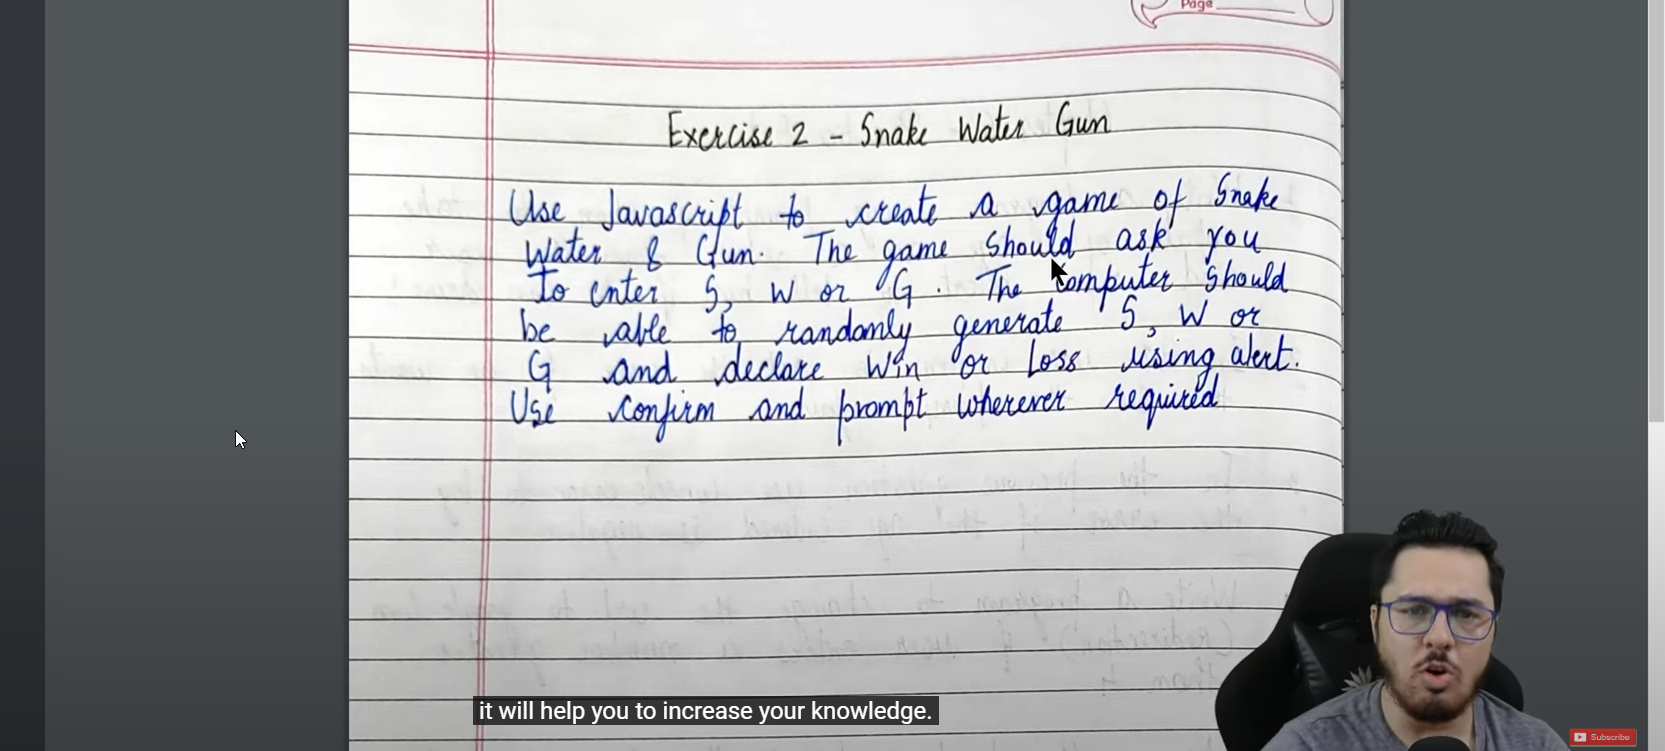 Page
Exercise 2 - Snake Water Gun
Use Javascript to create a game of Snake
Water & Gun. The game should ask you
to enter S, W or G. The computer should
be able to randomly generate S, W or
G and declare Win or Loss using alert.
Use confirm and prompt wherever required
it will help you to increase your knowledge.
Subscribe